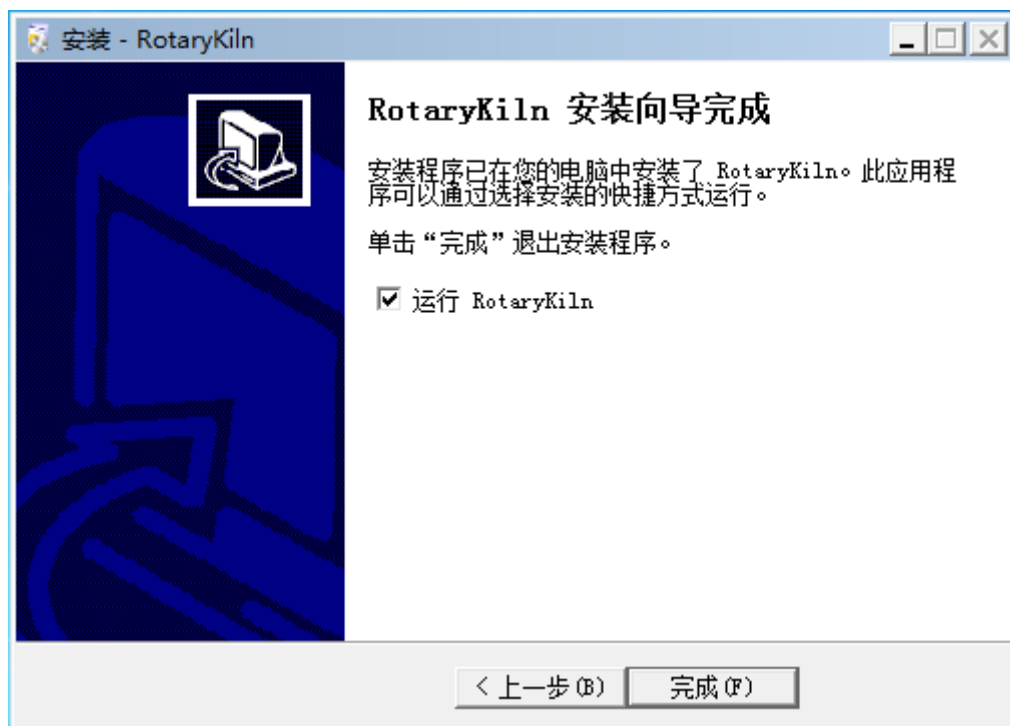 安装 - RotaryKiln
RotaryKiln 安装向导完成
安装程序已在您的电脑中安装了 RotaryKiln。此应用程
序可以通过选择安装的快捷方式运行。
单击“完成”退出安装程序。
运行 RotaryKiln
< 上一步(B)
完成(F)